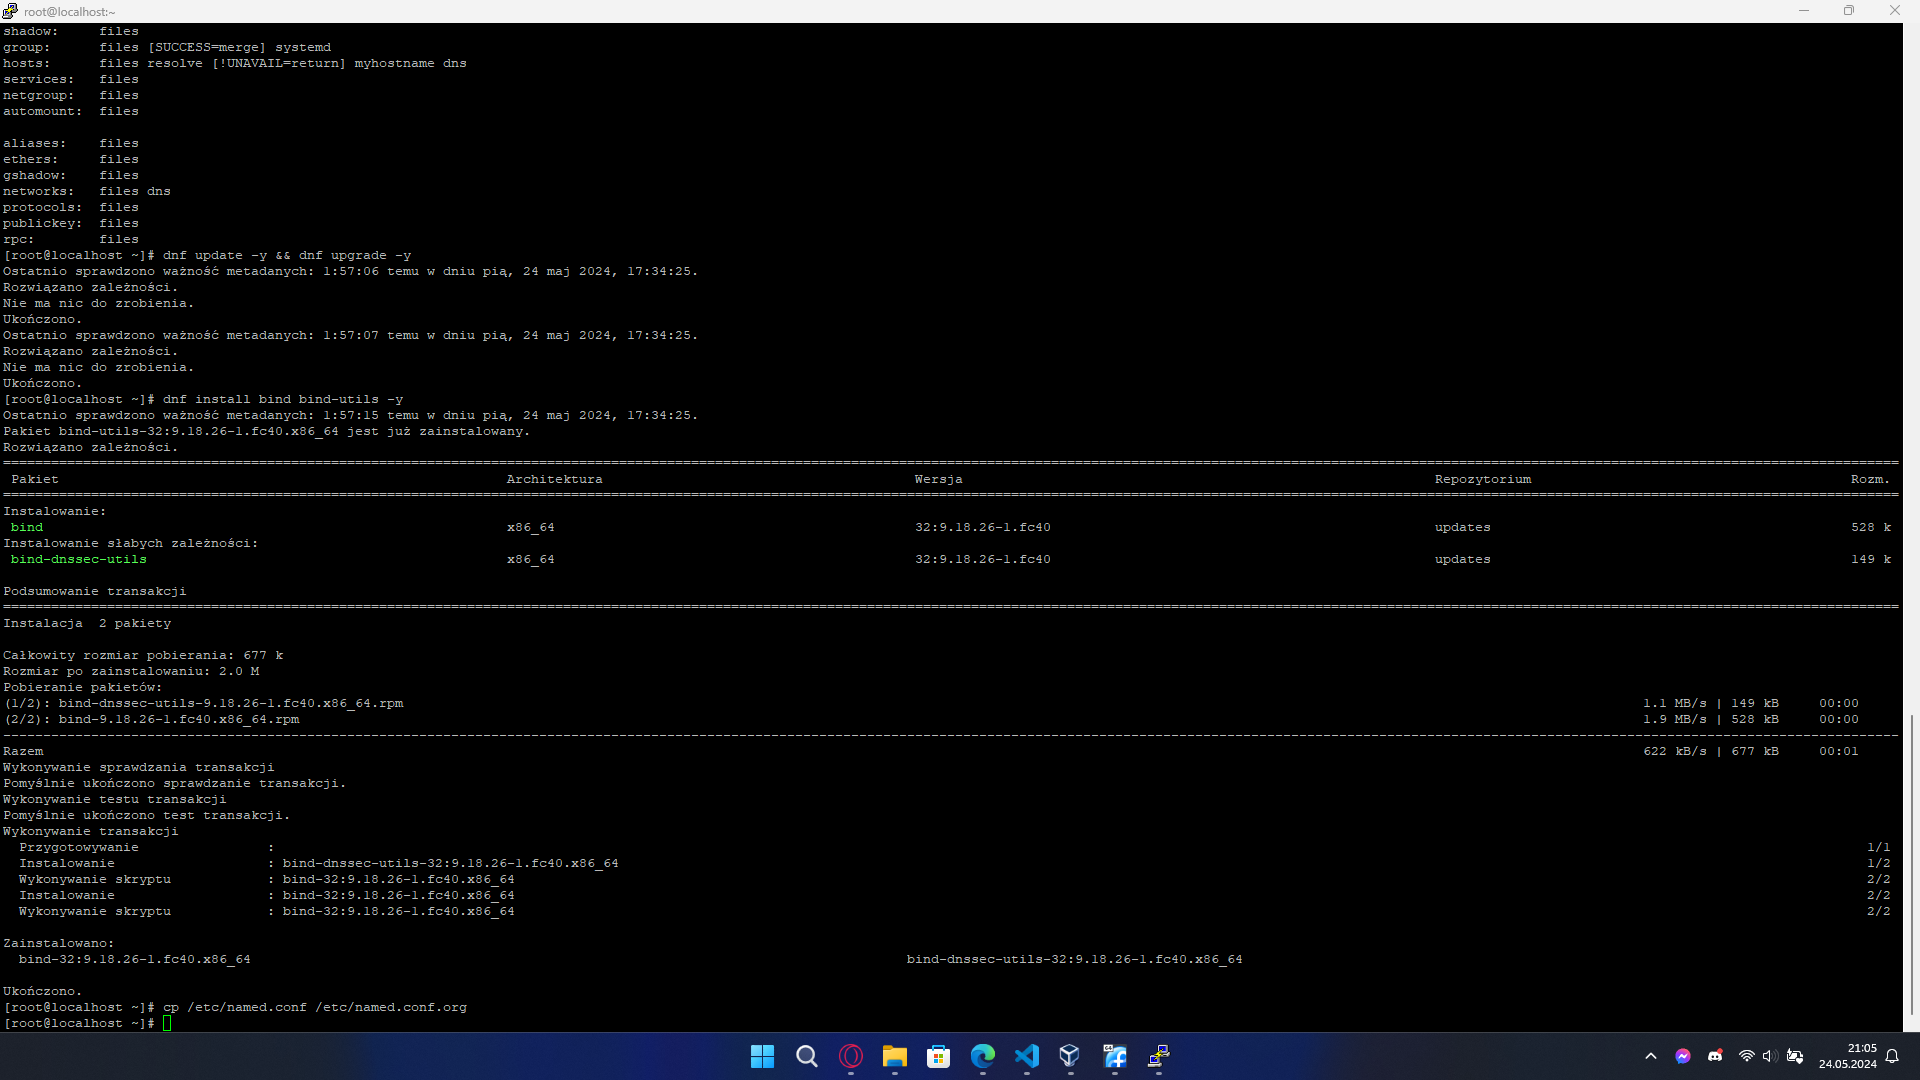 root@localhost:~
shadow:     files
group:      files [SUCCESS=merge] systemd
hosts:      files resolve [!UNAVAIL=return] myhostname dns
services:   files
netgroup:   files
automount:  files
aliases:    files
ethers:     files
gshadow:    files
networks:   files dns
protocols:  files
publickey:  files
rpc:        files
[root@localhost ~]# dnf update -y && dnf upgrade -y
Ostatnio sprawdzono ważność metadanych: 1:57:06 temu w dniu pią, 24 maj 2024, 17:34:25.
Rozwiązano zależności.
Nie ma nic do zrobienia.
Ukończono.
Ostatnio sprawdzono ważność metadanych: 1:57:07 temu w dniu pią, 24 maj 2024, 17:34:25.
Rozwiązano zależności.
Nie ma nic do zrobienia.
Ukończono.
[root@localhost ~]# dnf install bind bind-utils -y
Ostatnio sprawdzono ważność metadanych: 1:57:15 temu w dniu pią, 24 maj 2024, 17:34:25.
Pakiet bind-utils-32:9.18.26-1.fc40.x86_64 jest już zainstalowany.
Rozwiązano zależności.
Pakiet Architektura Wersja Repozytorium Rozm.
Instalowanie:
bind x86_64 32:9.18.26-1.fc40 updates 528 k
Instalowanie słabych zależności:
bind-dnssec-utils x86_64 32:9.18.26-1.fc40 updates 149 k
Podsumowanie transakcji
Instalacja  2 pakiety
Całkowity rozmiar pobierania: 677 k
Rozmiar po zainstalowaniu: 2.0 M
Pobieranie pakietów:
(1/2): bind-dnssec-utils-9.18.26-1.fc40.x86_64.rpm 1.1 MB/s | 149 kB 00:00
(2/2): bind-9.18.26-1.fc40.x86_64.rpm 1.9 MB/s | 528 kB 00:00
Razem 622 kB/s | 677 kB 00:01
Wykonywanie sprawdzania transakcji
Pomyślnie ukończono sprawdzanie transakcji.
Wykonywanie testu transakcji
Pomyślnie ukończono test transakcji.
Wykonywanie transakcji
Przygotowywanie : 1/1
Instalowanie : bind-dnssec-utils-32:9.18.26-1.fc40.x86_64 1/2
Wykonywanie skryptu : bind-32:9.18.26-1.fc40.x86_64 2/2
Instalowanie : bind-32:9.18.26-1.fc40.x86_64 2/2
Wykonywanie skryptu : bind-32:9.18.26-1.fc40.x86_64 2/2
Zainstalowano:
bind-32:9.18.26-1.fc40.x86_64 bind-dnssec-utils-32:9.18.26-1.fc40.x86_64
Ukończono.
[root@localhost ~]# cp /etc/named.conf /etc/named.conf.org
[root@localhost ~]#
21:05
24.05.2024